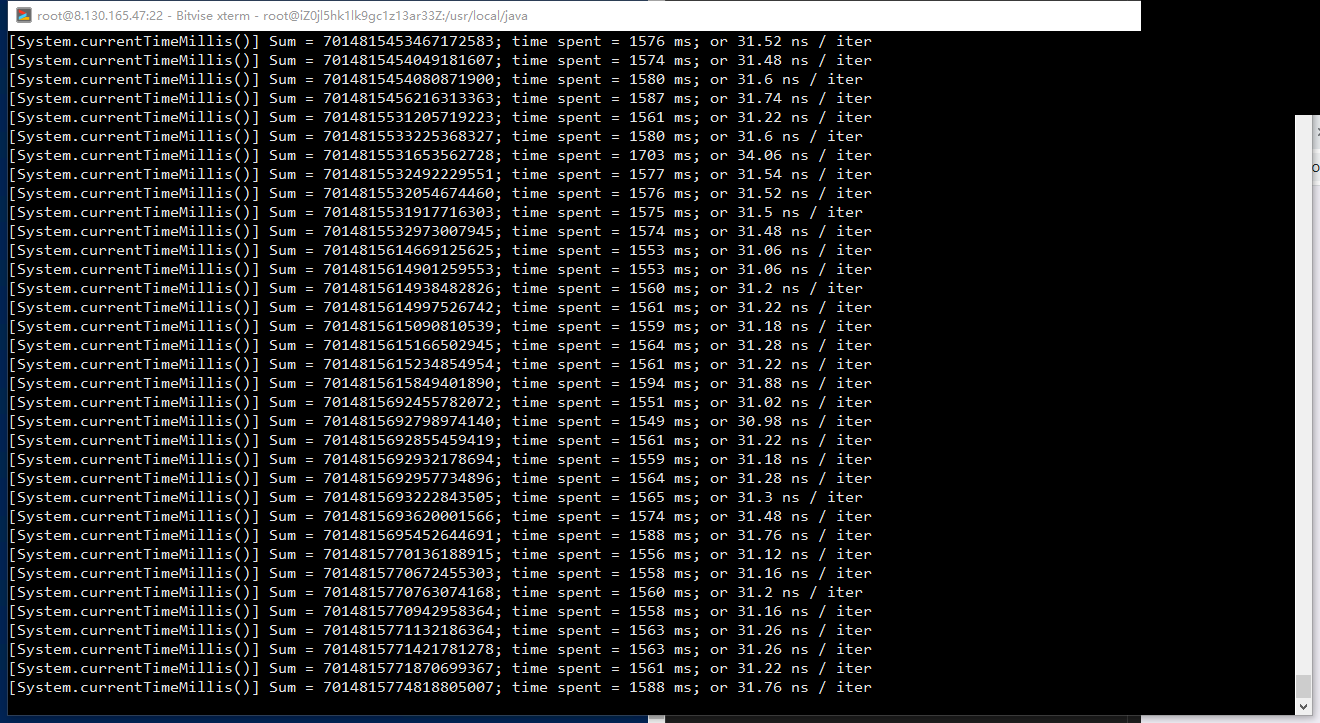 root@8.130.165.47:22 - Bitvise xterm - root@iZ0jl5hk1lk9gc1z13ar33Z:/usr/local/java
[System.currentTimeMillis()] Sum = 7014815453467172583; time spent = 1576 ms; or 31.52 ns / iter
[System.currentTimeMillis()] Sum = 7014815454049181607; time spent = 1574 ms; or 31.48 ns / iter
[System.currentTimeMillis()] Sum = 7014815454080871900; time spent = 1580 ms; or 31.6 ns / iter
[System.currentTimeMillis()] Sum = 7014815456216313363; time spent = 1587 ms; or 31.74 ns / iter
[System.currentTimeMillis()] Sum = 7014815531205719223; time spent = 1561 ms; or 31.22 ns / iter
[System.currentTimeMillis()] Sum = 7014815533225368327; time spent = 1580 ms; or 31.6 ns / iter
[System.currentTimeMillis()] Sum = 7014815531653562728; time spent = 1703 ms; or 34.06 ns / iter
[System.currentTimeMillis()] Sum = 7014815532492229551; time spent = 1577 ms; or 31.54 ns / iter
[System.currentTimeMillis()] Sum = 7014815532054674460; time spent = 1576 ms; or 31.52 ns / iter
[System.currentTimeMillis()] Sum = 7014815531917716303; time spent = 1575 ms; or 31.5 ns / iter
[System.currentTimeMillis()] Sum = 7014815532973007945; time spent = 1574 ms; or 31.48 ns / iter
[System.currentTimeMillis()] Sum = 7014815614669125625; time spent = 1553 ms; or 31.06 ns / iter
[System.currentTimeMillis()] Sum = 7014815614901259553; time spent = 1553 ms; or 31.06 ns / iter
[System.currentTimeMillis()] Sum = 7014815614938482826; time spent = 1560 ms; or 31.2 ns / iter
[System.currentTimeMillis()] Sum = 7014815614997526742; time spent = 1561 ms; or 31.22 ns / iter
[System.currentTimeMillis()] Sum = 7014815615090810539; time spent = 1559 ms; or 31.18 ns / iter
[System.currentTimeMillis()] Sum = 7014815615166502945; time spent = 1564 ms; or 31.28 ns / iter
[System.currentTimeMillis()] Sum = 7014815615234854954; time spent = 1561 ms; or 31.22 ns / iter
[System.currentTimeMillis()] Sum = 7014815615849401890; time spent = 1594 ms; or 31.88 ns / iter
[System.currentTimeMillis()] Sum = 7014815692455782072; time spent = 1551 ms; or 31.02 ns / iter
[System.currentTimeMillis()] Sum = 7014815692798974140; time spent = 1549 ms; or 30.98 ns / iter
[System.currentTimeMillis()] Sum = 7014815692855459419; time spent = 1561 ms; or 31.22 ns / iter
[System.currentTimeMillis()] Sum = 7014815692932178694; time spent = 1559 ms; or 31.18 ns / iter
[System.currentTimeMillis()] Sum = 7014815692957734896; time spent = 1564 ms; or 31.28 ns / iter
[System.currentTimeMillis()] Sum = 7014815693222843505; time spent = 1565 ms; or 31.3 ns / iter
[System.currentTimeMillis()] Sum = 7014815693620001566; time spent = 1574 ms; or 31.48 ns / iter
[System.currentTimeMillis()] Sum = 7014815695452644691; time spent = 1588 ms; or 31.76 ns / iter
[System.currentTimeMillis()] Sum = 7014815770136188915; time spent = 1556 ms; or 31.12 ns / iter
[System.currentTimeMillis()] Sum = 7014815770672455303; time spent = 1558 ms; or 31.16 ns / iter
[System.currentTimeMillis()] Sum = 7014815770763074168; time spent = 1560 ms; or 31.2 ns / iter
[System.currentTimeMillis()] Sum = 7014815770942958364; time spent = 1558 ms; or 31.16 ns / iter
[System.currentTimeMillis()] Sum = 7014815771132186364; time spent = 1563 ms; or 31.26 ns / iter
[System.currentTimeMillis()] Sum = 7014815771421781278; time spent = 1563 ms; or 31.26 ns / iter
[System.currentTimeMillis()] Sum = 7014815771870699367; time spent = 1561 ms; or 31.22 ns / iter
[System.currentTimeMillis()] Sum = 7014815774818805007; time spent = 1588 ms; or 31.76 ns / iter